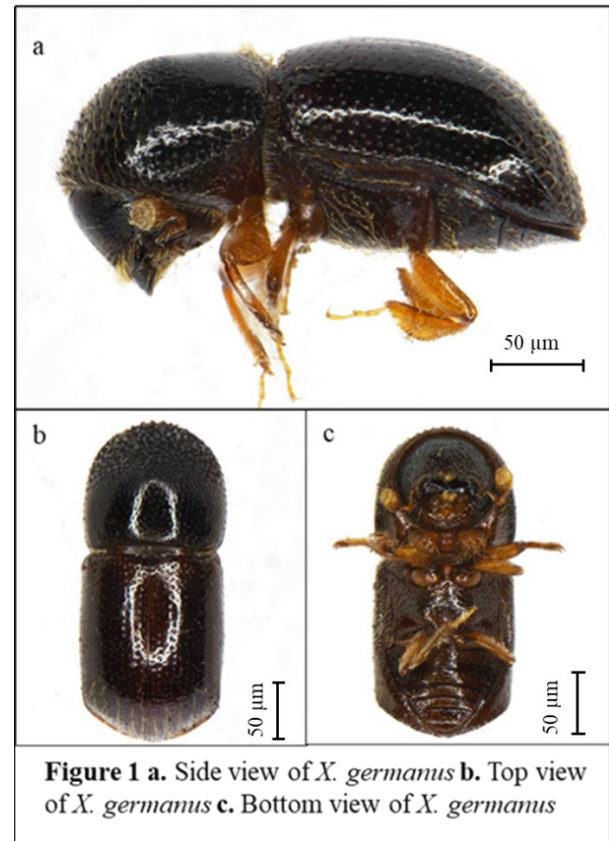 a
50 µm
b
50 µm
c
50 µm
Figure 1 a. Side view of X. germanus b. Top view
of X. germanus c. Bottom view of X. germanus